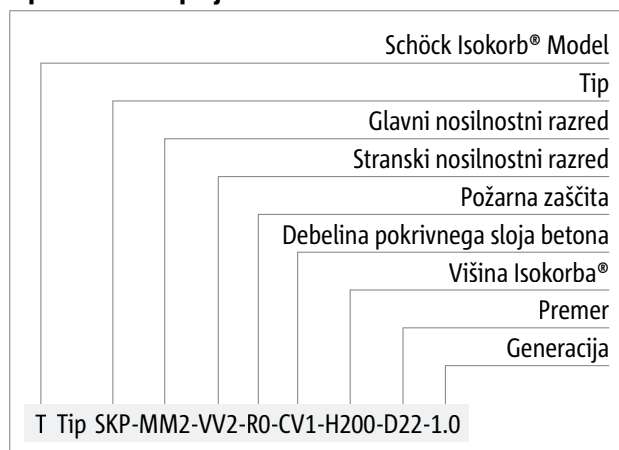 Schöck Isokorb® Model
Tip
Glavni nosilnostni razred
Stranski nosilnostni razred
Požarna zaščita
Debelina pokrivnega sloja betona
Višina Isokorba®
Premer
Generacija
T Tip SKP-MM2-VV2-R0-CV1-H200-D22-1.0